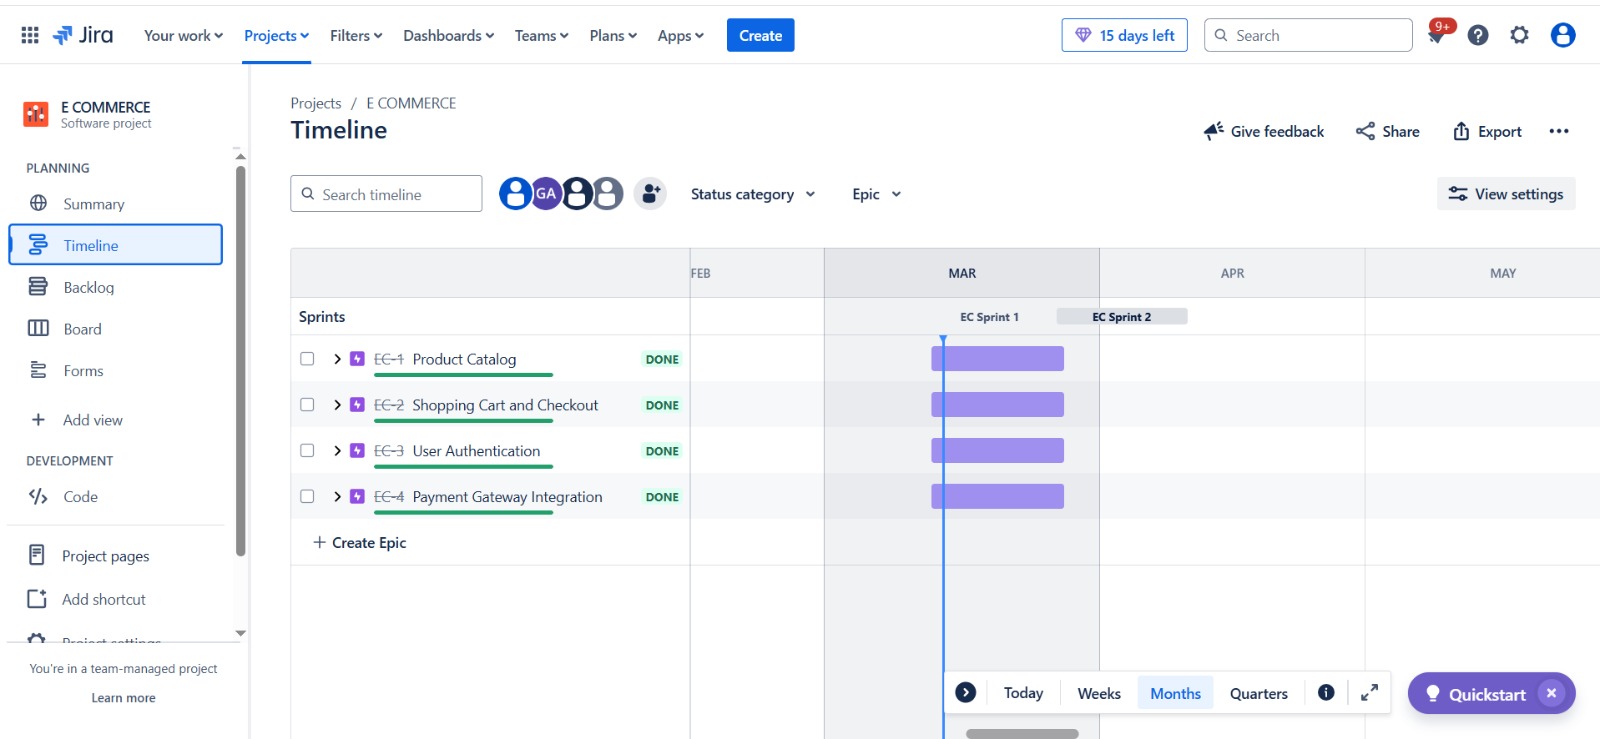 Jira Your work Projects Filters Dashboards Teams Plans Apps Create 15 days left Search 9+
E COMMERCE
Software project
PLANNING
Summary
Timeline
Backlog
Board
Forms
Add view
DEVELOPMENT
Code
Project pages
Add shortcut
Project settings
You're in a team-managed project
Learn more
Projects / E COMMERCE
Timeline
Give feedback Share Export
Search timeline GA Status category Epic View settings
FEB MAR APR MAY
Sprints EC Sprint 1 EC Sprint 2
EC-1 Product Catalog DONE
EC-2 Shopping Cart and Checkout DONE
EC-3 User Authentication DONE
EC-4 Payment Gateway Integration DONE
+ Create Epic
Today Weeks Months Quarters Quickstart